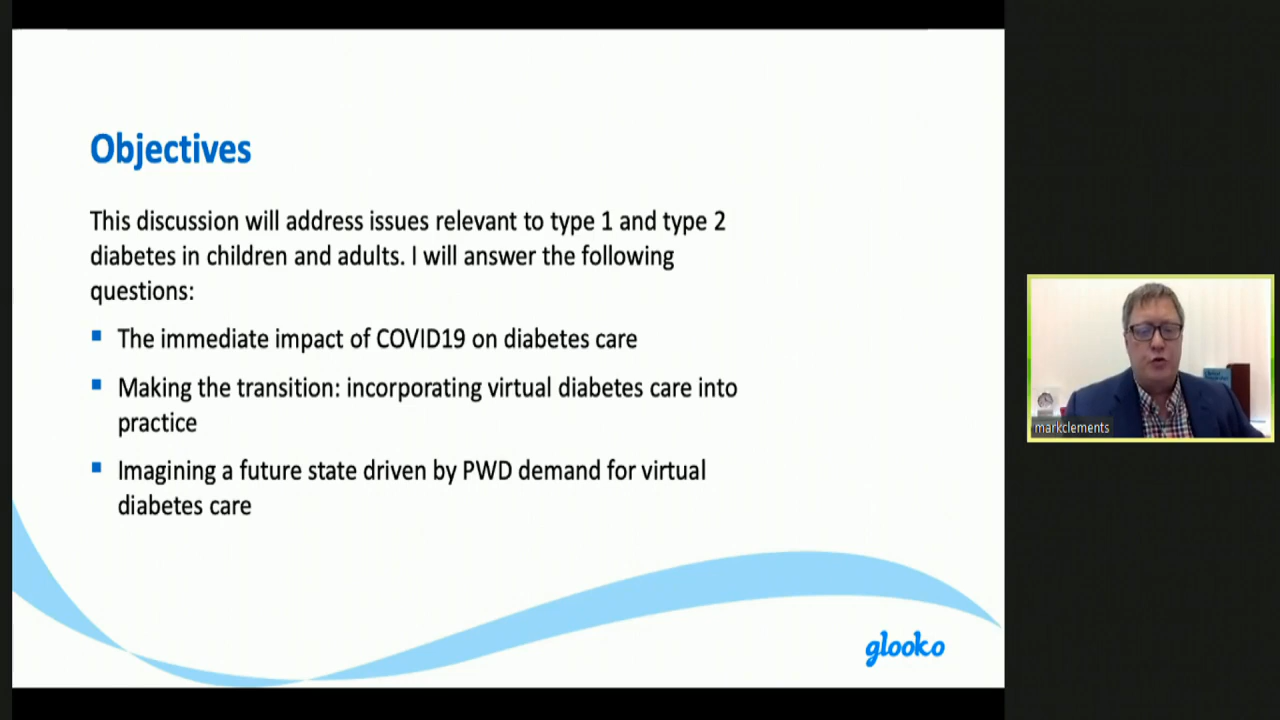 Objectives
This discussion will address issues relevant to type 1 and type 2
diabetes in children and adults. I will answer the following
questions:
The immediate impact of COVID19 on diabetes care
Making the transition: incorporating virtual diabetes care into
practice
Imagining a future state driven by PWD demand for virtual
diabetes care
glooko
markclements